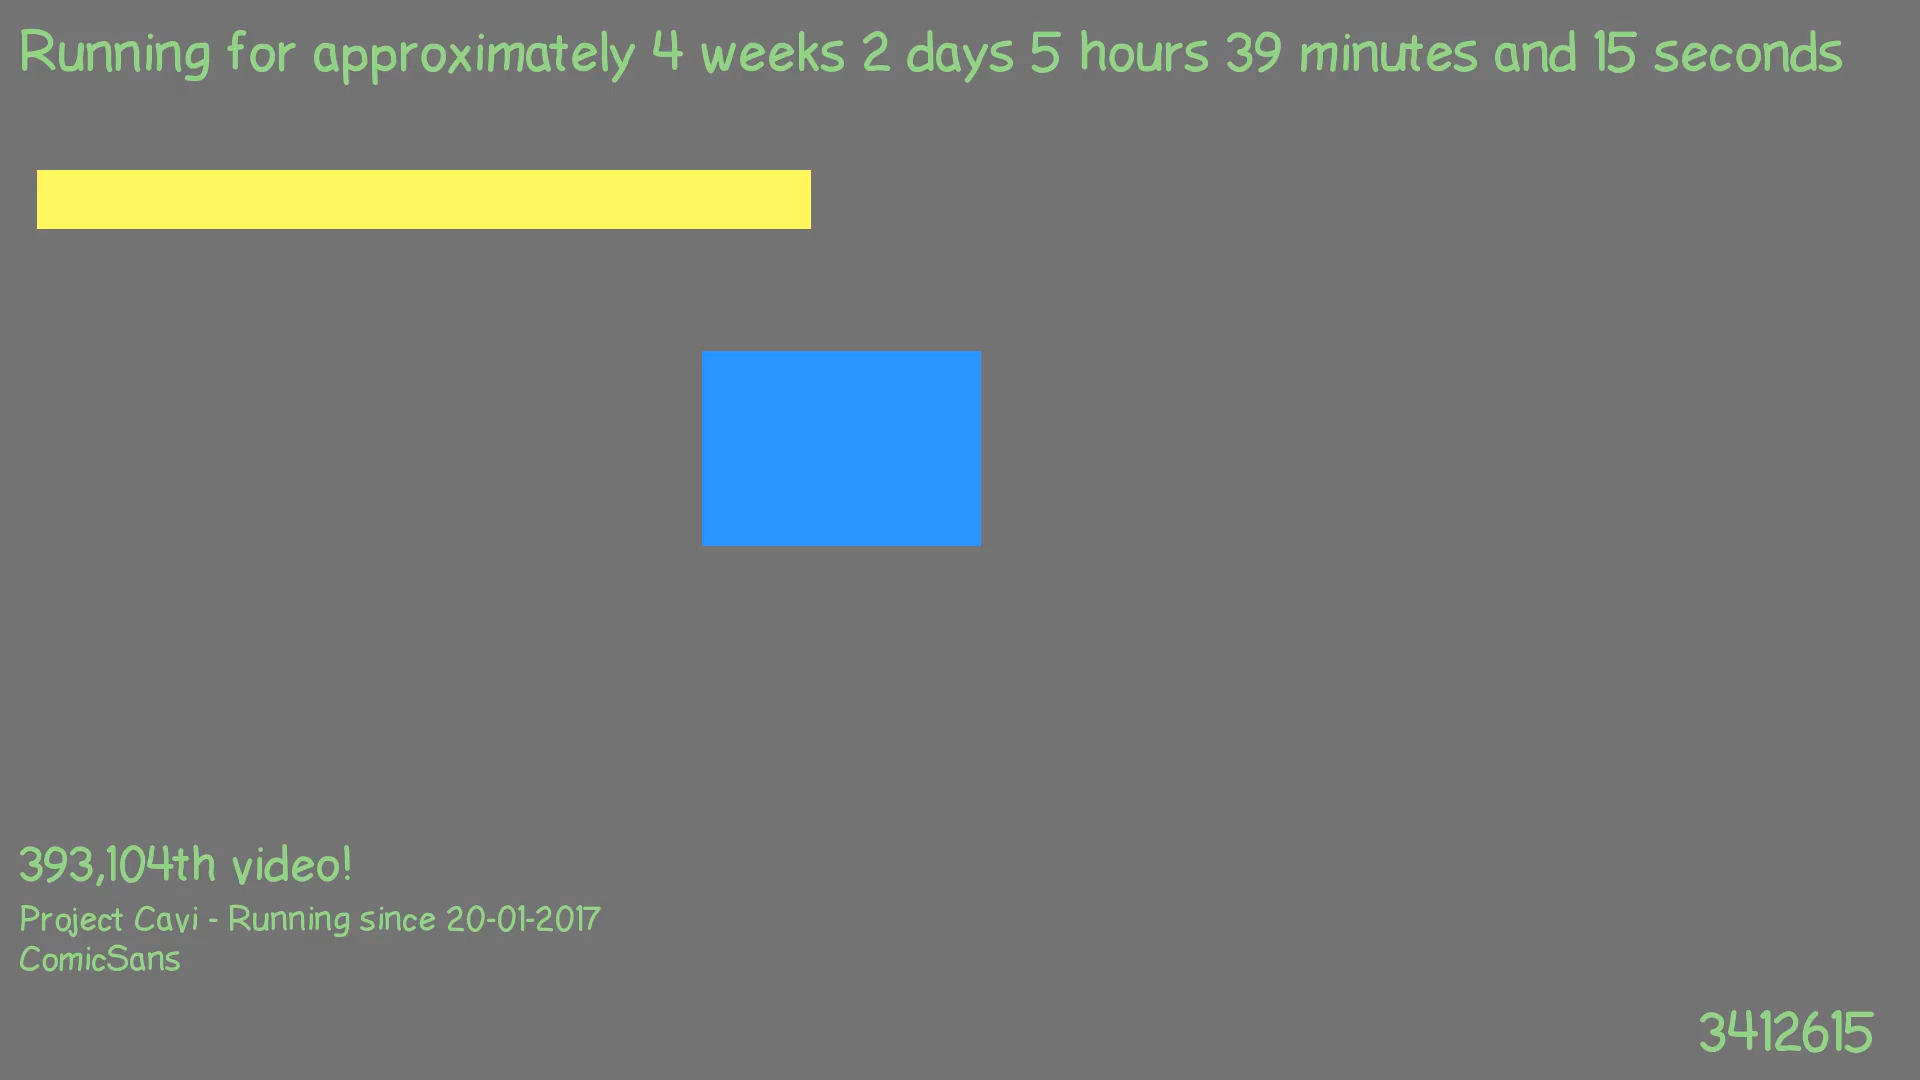 Running for approximately 4 weeks 2 days 5 hours 39 minutes and 15 seconds
393,104th video!
Project Cavi - Running since 20-01-2017
ComicSans
3412615